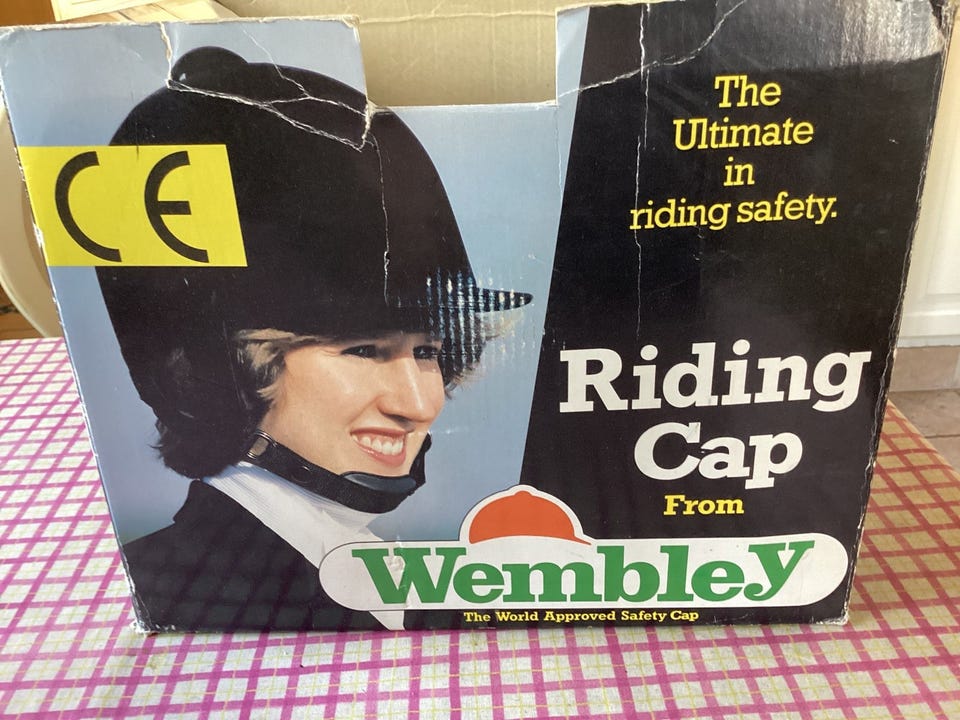 CE
The
Ultimate
in
riding safety.
Riding
Cap
From
Wembley
The World Approved Safety Cap